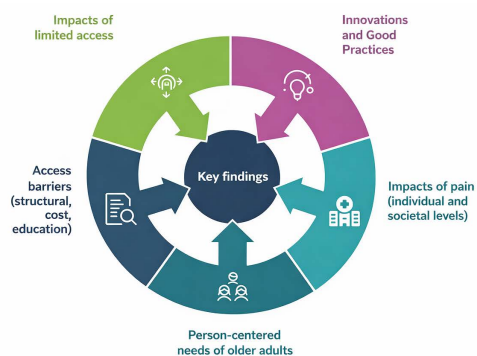 Impacts of
limited access
Innovations
and Good
Practices
Access
barriers
(structural,
cost,
education)
Key findings
Impacts of pain
(individual and
societal levels)
Person-centered
needs of older adults